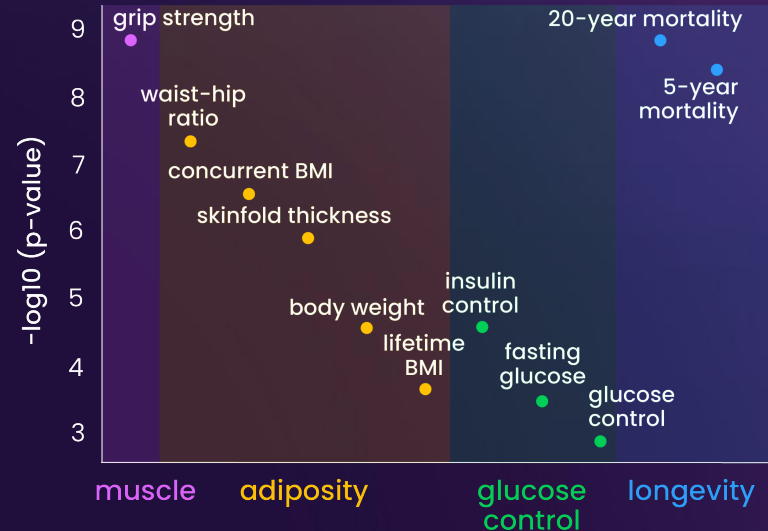 grip strength
20-year mortality
5-year
mortality
waist-hip
ratio
concurrent BMI
skinfold thickness
body weight
lifetime
BMI
insulin
control
fasting
glucose
glucose
control
-log10 (p-value)
9
8
7
6
5
4
3
muscle
adiposity
glucose
control
longevity